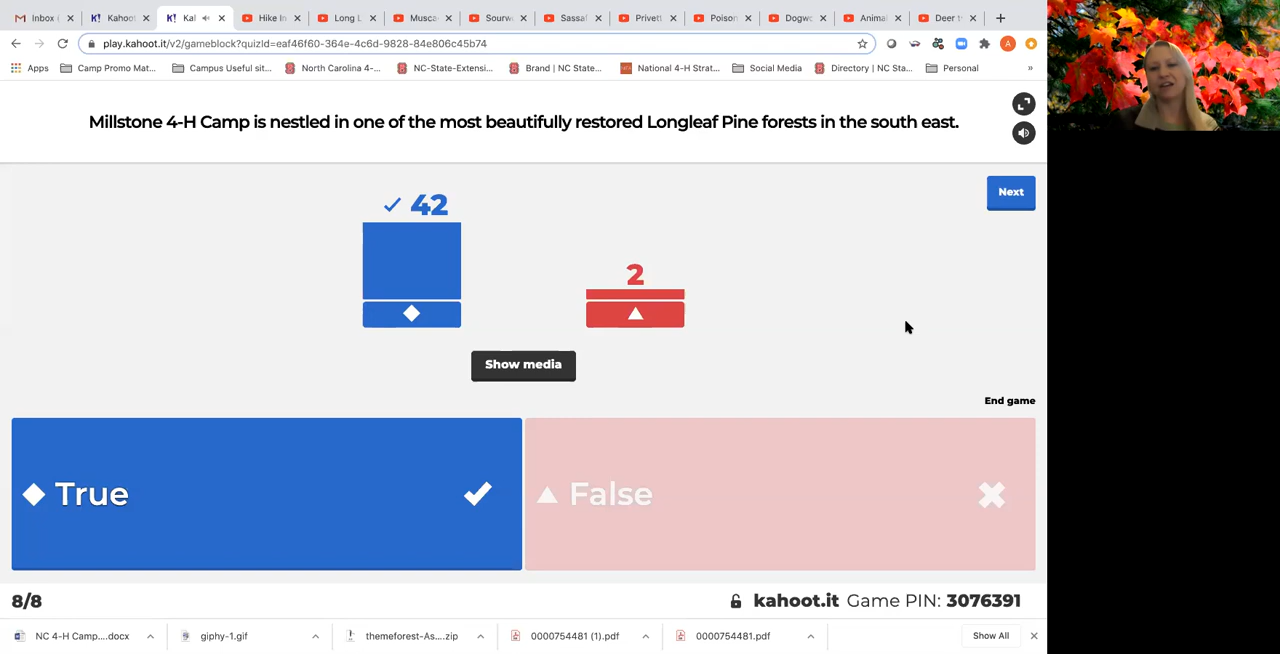 Inbox (
Kahoot
Kal
Hike In
Long L
Musca
Sourw
Sassaf
Privett
Poison
Dogwo
Animal
Deer t
play.kahoot.it/v2/gameblock?quizId=eaf46f60-364e-4c6d-9828-84e806c45b74
A
Apps
Camp Promo Mat...
Campus Useful sit...
North Carolina 4-...
NC-State-Extensi...
Brand | NC State...
National 4-H Strat...
Social Media
Directory | NC Sta...
Personal
»
Millstone 4-H Camp is nestled in one of the most beautifully restored Longleaf Pine forests in the south east.
Next
42
2
Show media
End game
True
False
8/8
kahoot.it Game PIN: 3076391
NC 4-H Camp....docx
giphy-1.gif
themeforest-As....zip
0000754481 (1).pdf
0000754481.pdf
Show All